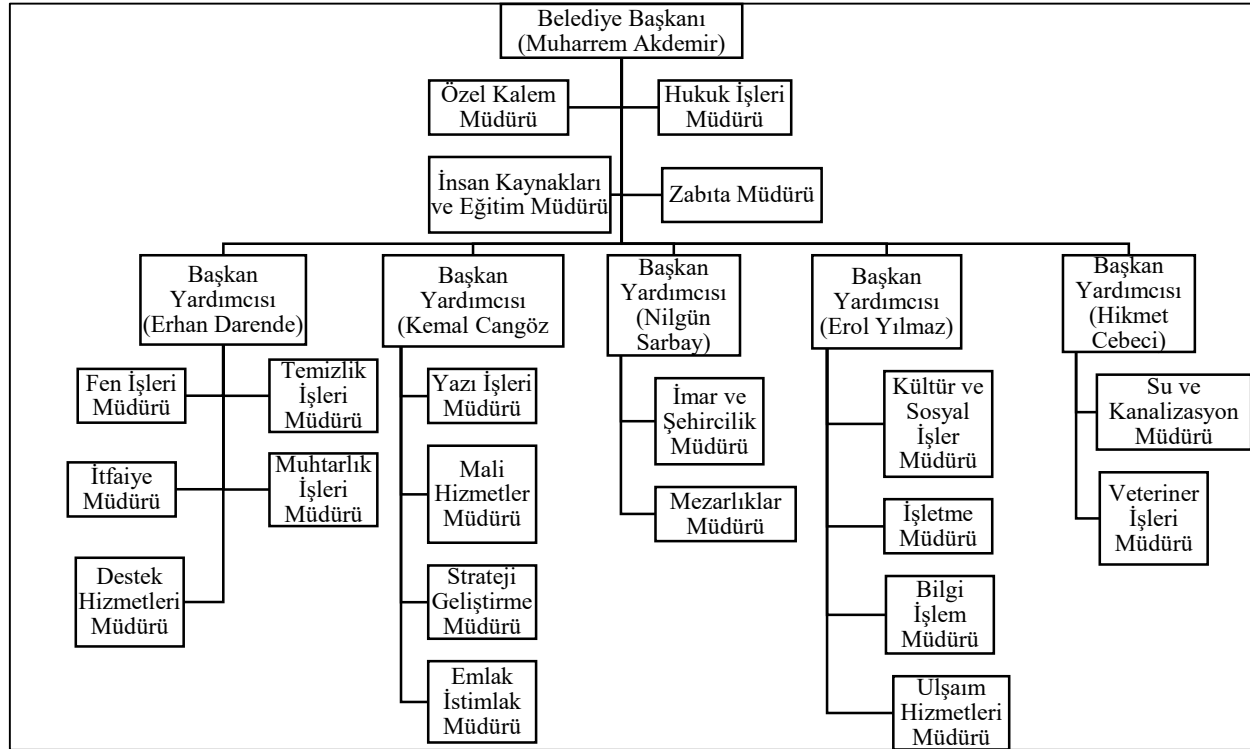 Belediye Başkanı
(Muharrem Akdemir)
Özel Kalem
Müdürü
Hukuk İşleri
Müdürü
İnsan Kaynakları
ve Eğitim Müdürü
Zabıta Müdürü
Başkan
Yardımcısı
(Erhan Darende)
Başkan
Yardımcısı
(Kemal Cangöz
Başkan
Yardımcısı
(Nilgün
Sarbay)
Başkan
Yardımcısı
(Erol Yılmaz)
Başkan
Yardımcısı
(Hikmet
Cebeci)
Fen İşleri
Müdürü
Temizlik
İşleri
Müdürü
İtfaiye
Müdürü
Muhtarlık
İşleri
Müdürü
Destek
Hizmetleri
Müdürü
Yazı İşleri
Müdürü
Mali
Hizmetler
Müdürü
Strateji
Geliştirme
Müdürü
Emlak
İstimlak
Müdürü
İmar ve
Şehircilik
Müdürü
Mezarlıklar
Müdürü
Kültür ve
Sosyal
İşler
Müdürü
İşletme
Müdürü
Bilgi
İşlem
Müdürü
Ulşaım
Hizmetleri
Müdürü
Su ve
Kanalizasyon
Müdürü
Veteriner
İşleri
Müdürü